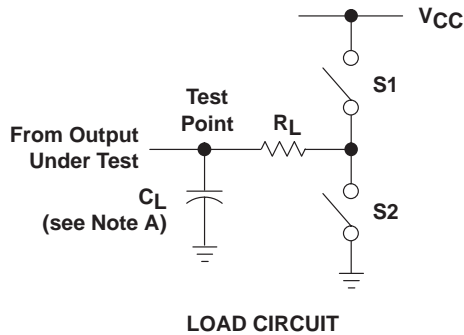 VCC
S1
Test
Point
RL
From Output
Under Test
CL
(see Note A)
S2
LOAD CIRCUIT